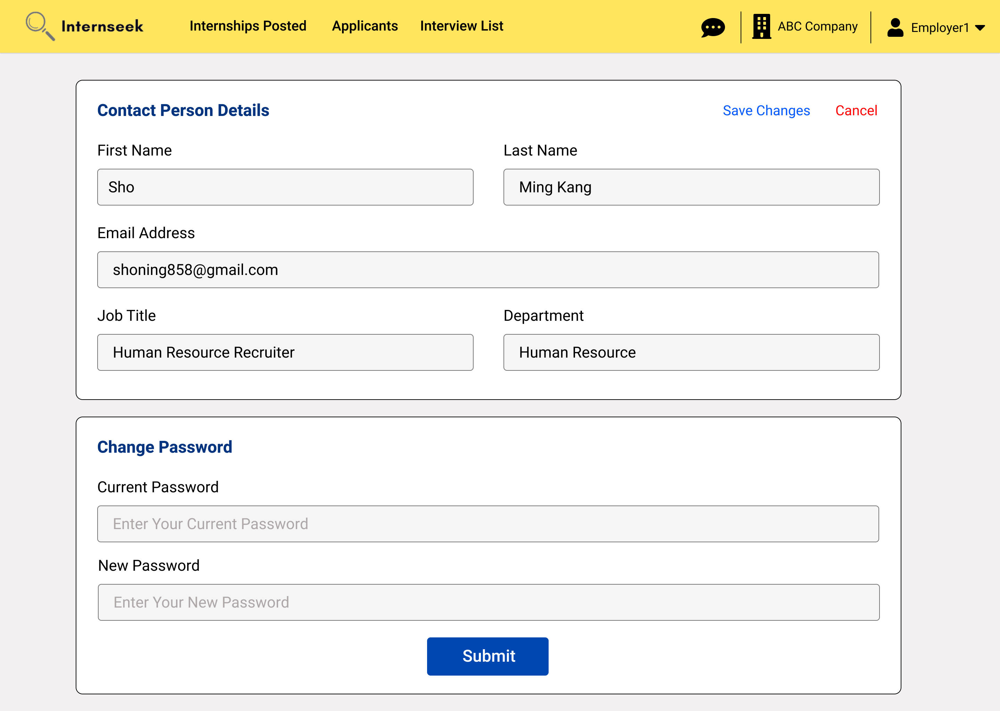 Internseek
Internships Posted
Applicants
Interview List
ABC Company
Employer1
Contact Person Details
Save Changes
Cancel
First Name
Last Name
Sho
Ming Kang
Email Address
shoning858@gmail.com
Job Title
Department
Human Resource Recruiter
Human Resource
Change Password
Current Password
Enter Your Current Password
New Password
Enter Your New Password
Submit